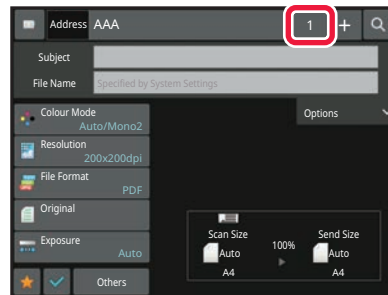 Address AAA 1 +
Subject
File Name Specified by System Settings
Colour Mode
Auto/Mono2
Options
Resolution
200x200dpi
File Format
PDF
Original
Exposure
Auto
Scan Size
Auto
A4
100%
Send Size
Auto
A4
Others